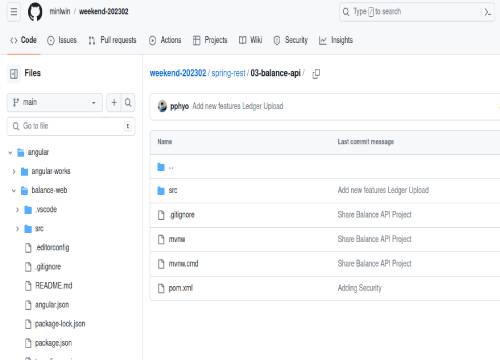 minlwin / weekend-202302
Type / to search
Code Issues Pull requests Actions Projects Wiki Security Insights
Files
main
Go to file t
angular
angular-works
balance-web
.vscode
src
.editorconfig
.gitignore
README.md
angular.json
package-lock.json
package.json
weekend-202302 / spring-rest / 03-balance-api /
pphyo Add new features Ledger Upload
Name Last commit message
..
src Add new features Ledger Upload
.gitignore Share Balance API Project
mvnw Share Balance API Project
mvnw.cmd Share Balance API Project
pom.xml Adding Security